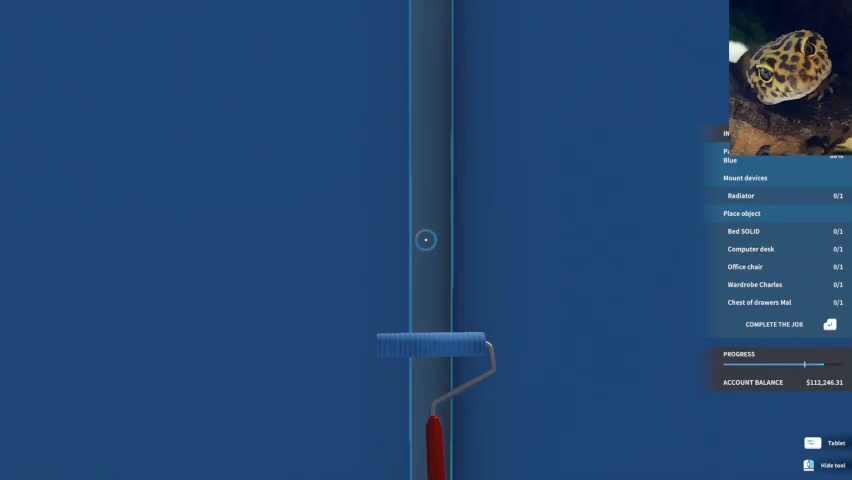 Blue
Mount devices
Radiator 0/1
Place object
Bed SOLID 0/1
Computer desk 0/1
Office chair 0/1
Wardrobe Charles 0/1
Chest of drawers Mal 0/1
COMPLETE THE JOB
PROGRESS
ACCOUNT BALANCE $112,246.31
Tablet
Hide tool